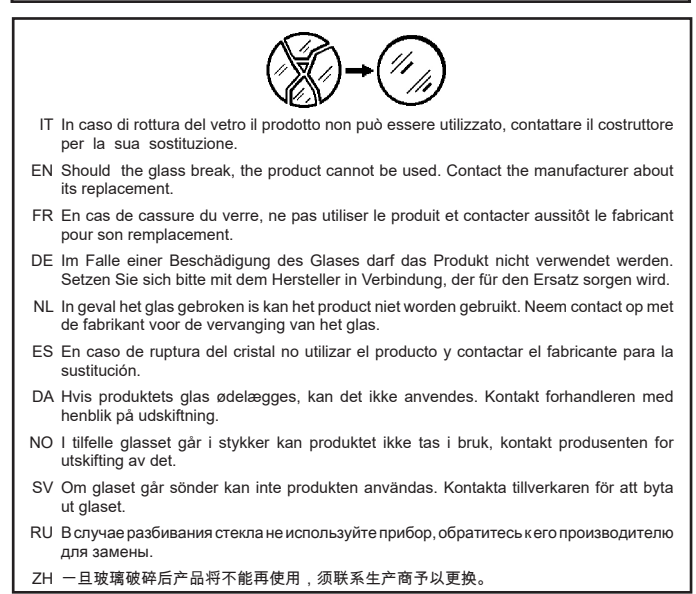 IT In caso di rottura del vetro il prodotto non può essere utilizzato, contattare il costruttore
per la sua sostituzione.
EN Should the glass break, the product cannot be used. Contact the manufacturer about
its replacement.
FR En cas de cassure du verre, ne pas utiliser le produit et contacter aussitôt le fabricant
pour son remplacement.
DE Im Falle einer Beschädigung des Glases darf das Produkt nicht verwendet werden.
Setzen Sie sich bitte mit dem Hersteller in Verbindung, der für den Ersatz sorgen wird.
NL In geval het glas gebroken is kan het product niet worden gebruikt. Neem contact op met
de fabrikant voor de vervanging van het glas.
ES En caso de ruptura del cristal no utilizar el producto y contactar el fabricante para la
sustitución.
DA Hvis produktets glas ødelægges, kan det ikke anvendes. Kontakt forhandleren med
henblik på udskiftning.
NO I tilfelle glasset går i stykker kan produktet ikke tas i bruk, kontakt produsenten for
utskifting av det.
SV Om glaset går sönder kan inte produkten användas. Kontakta tillverkaren för att byta
ut glaset.
RU В случае разбивания стекла не используйте прибор, обратитесь к его производителю
для замены.
ZH 一旦玻璃破碎后产品将不能再使用，须联系生产商予以更换。